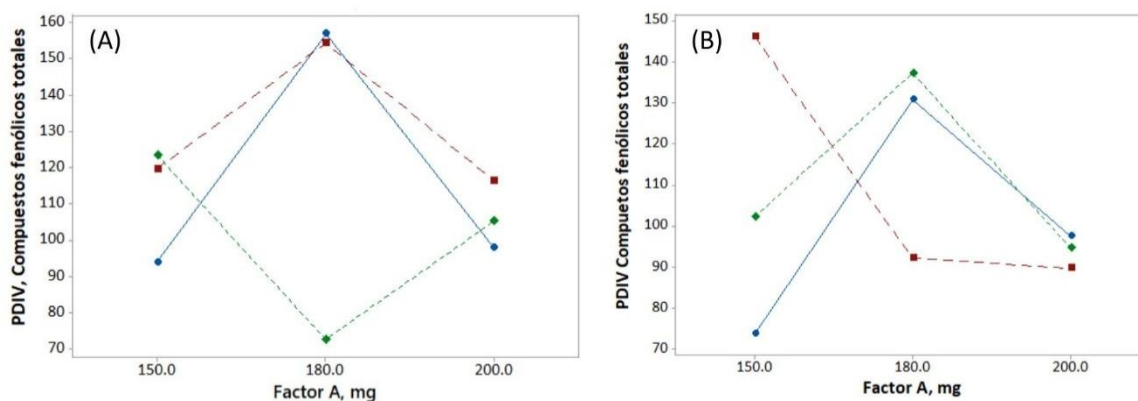 (A)
PDIV, Compuestos fenólicos totales
160
150
140
130
120
110
100
90
80
70
150.0 180.0 200.0
Factor A, mg
(B)
PDIV Compuetos fenólicos totales
150
140
130
120
110
100
90
80
70
150.0 180.0 200.0
Factor A, mg